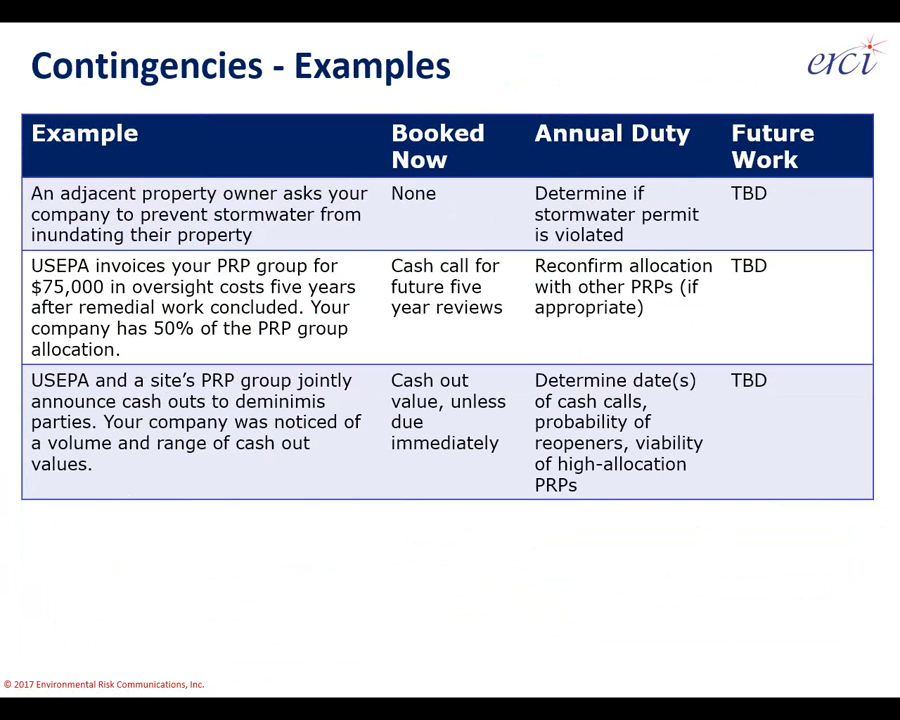 Contingencies - Examples
erci
Example
Booked
Now
Annual Duty
Future
Work
An adjacent property owner asks your
company to prevent stormwater from
inundating their property
None
Determine if
stormwater permit
is violated
TBD
USEPA invoices your PRP group for
$75,000 in oversight costs five years
after remedial work concluded. Your
company has 50% of the PRP group
allocation.
Cash call for
future five
year reviews
Reconfirm allocation
with other PRPs (if
appropriate)
TBD
USEPA and a site’s PRP group jointly
announce cash outs to deminimis
parties. Your company was noticed of
a volume and range of cash out
values.
Cash out
value, unless
due
immediately
Determine date(s)
of cash calls,
probability of
reopeners, viability
of high-allocation
PRPs
TBD
© 2017 Environmental Risk Communications, Inc.